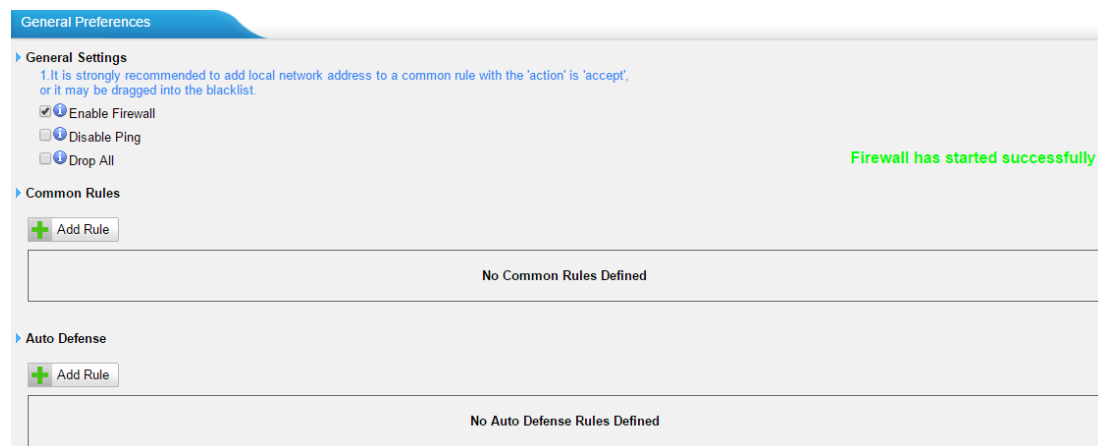 General Preferences
General Settings
1.It is strongly recommended to add local network address to a common rule with the 'action' is 'accept',
or it may be dragged into the blacklist.
Enable Firewall
Disable Ping
Drop All
Firewall has started successfully
Common Rules
Add Rule
No Common Rules Defined
Auto Defense
Add Rule
No Auto Defense Rules Defined